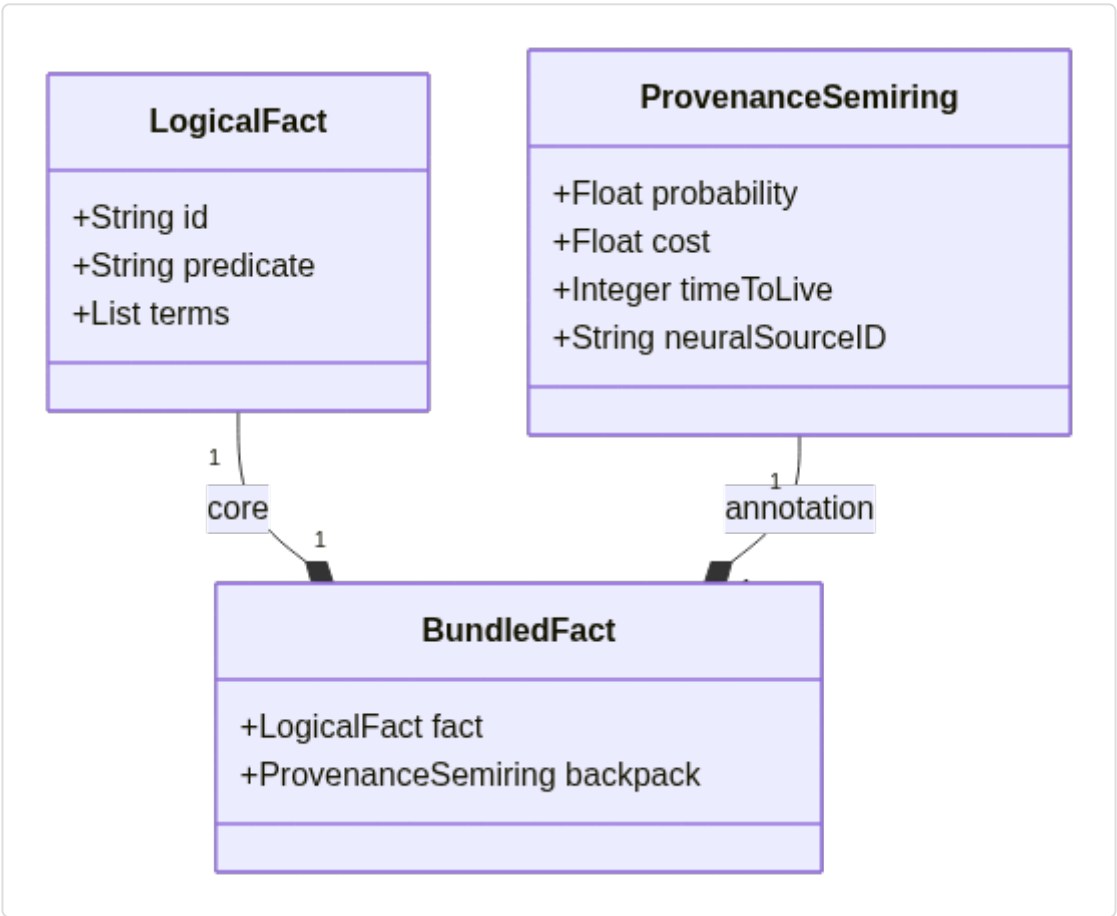 LogicalFact
+String id
+String predicate
+List terms
ProvenanceSemiring
+Float probability
+Float cost
+Integer timeToLive
+String neuralSourceID
1
core
1
1
annotation
BundledFact
+LogicalFact fact
+ProvenanceSemiring backpack